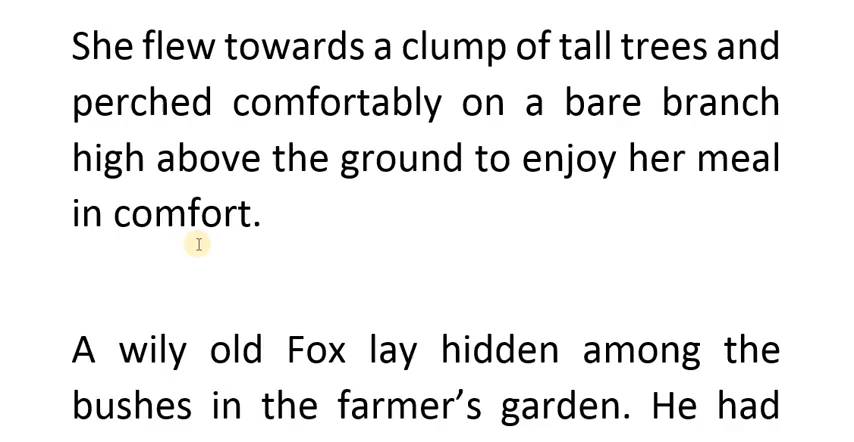 She flew towards a clump of tall trees and
perched comfortably on a bare branch
high above the ground to enjoy her meal
in comfort.
A wily old Fox lay hidden among the
bushes in the farmer’s garden. He had